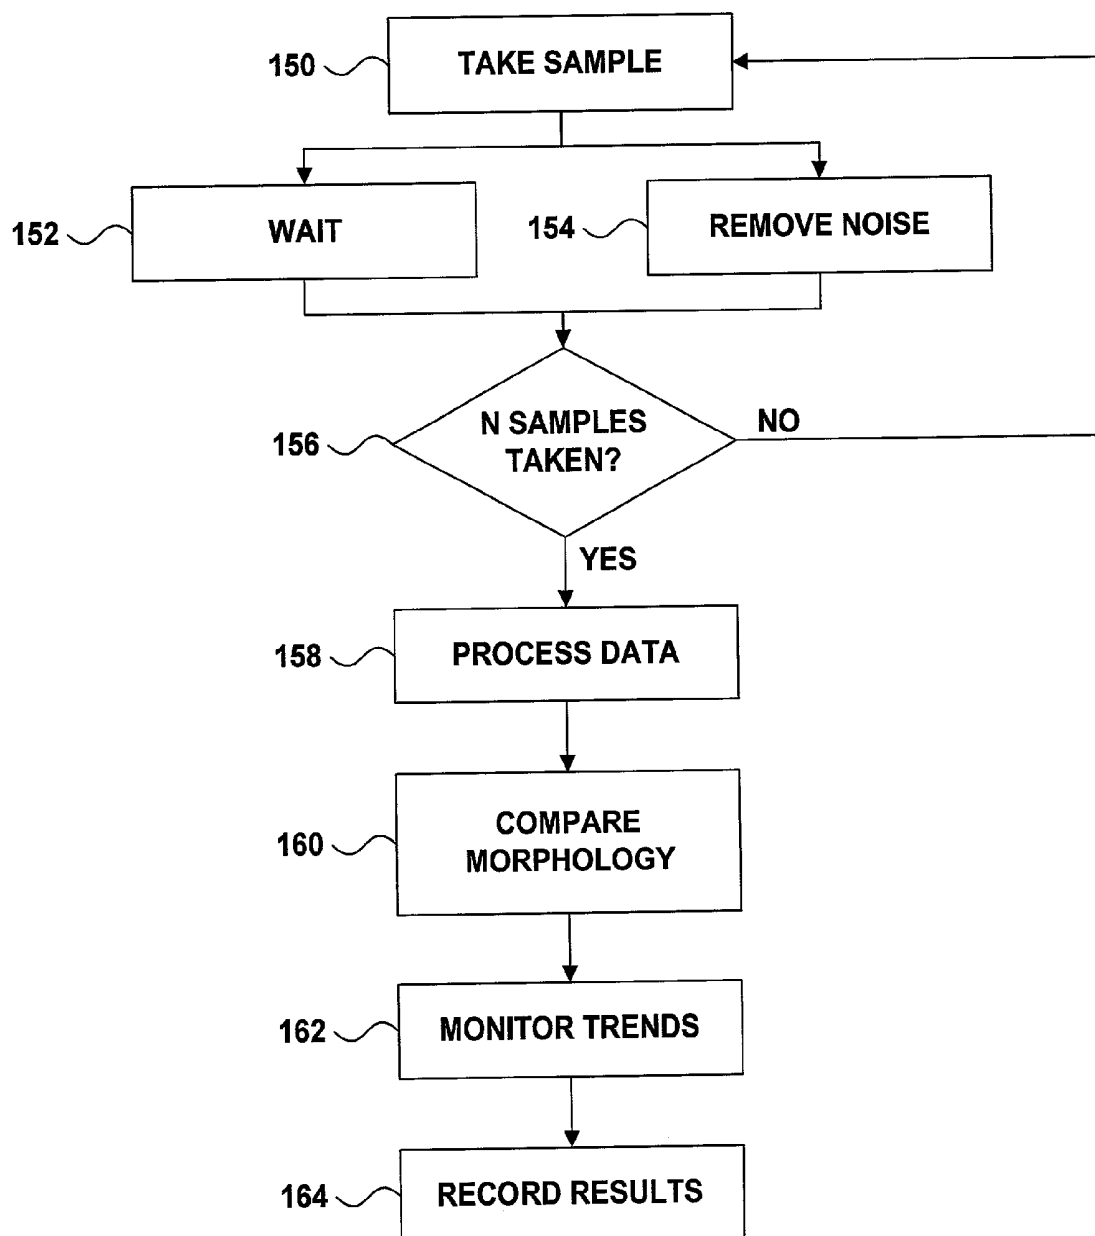 150
TAKE SAMPLE
152
WAIT
154
REMOVE NOISE
156
N SAMPLES
TAKEN?
NO
YES
158
PROCESS DATA
160
COMPARE
MORPHOLOGY
162
MONITOR TRENDS
164
RECORD RESULTS